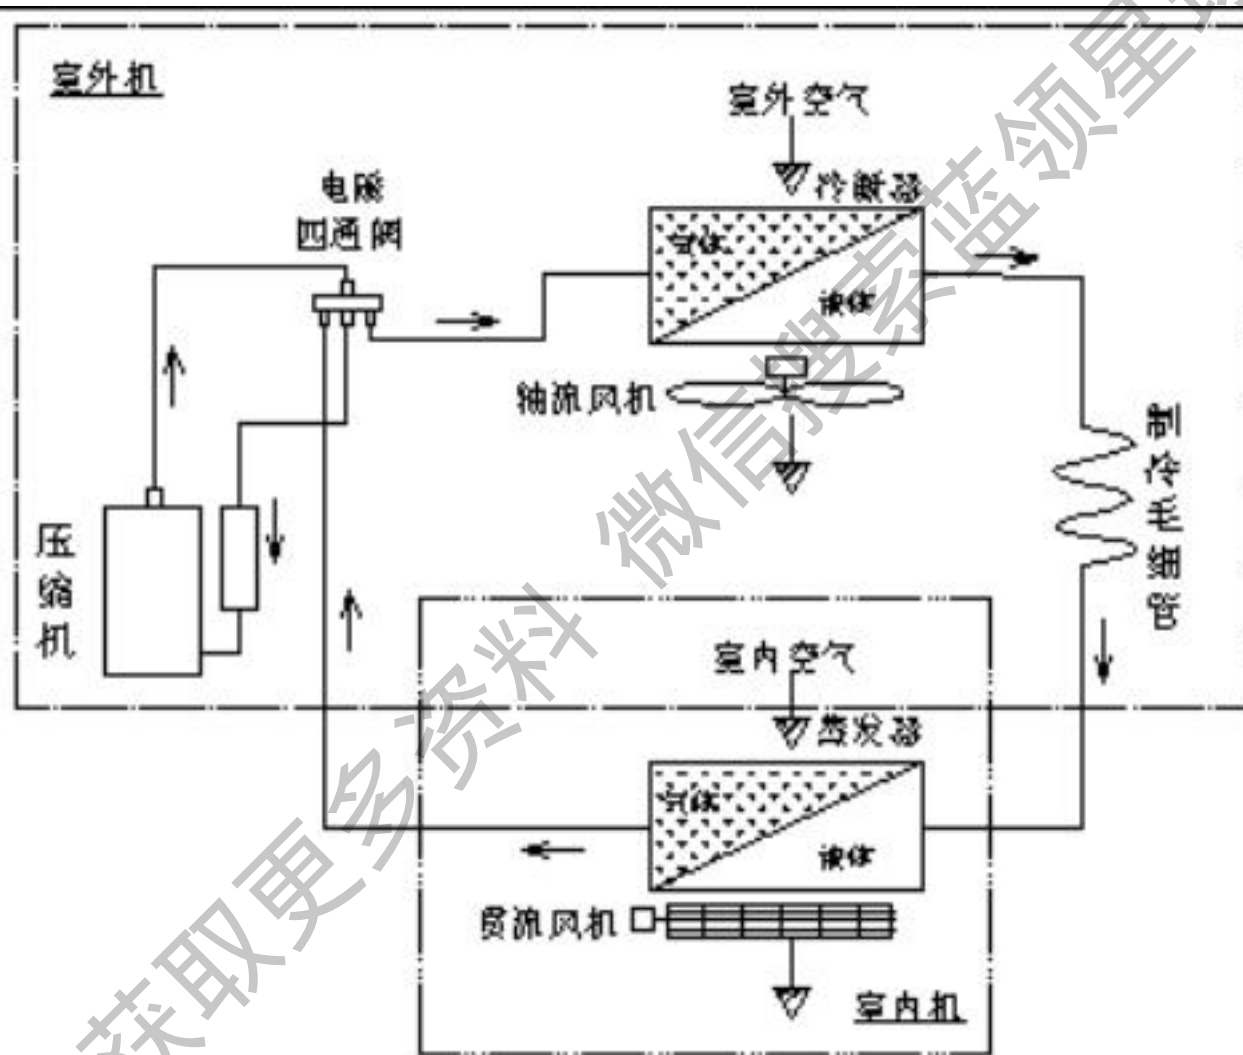 室外机
室外空气
冷凝器
电磁
四通阀
气体
液体
轴流风机
制冷毛细管
压缩机
室内空气
蒸发器
气体
液体
贯流风机
室内机
获取更多资料 微信搜索蓝领星球